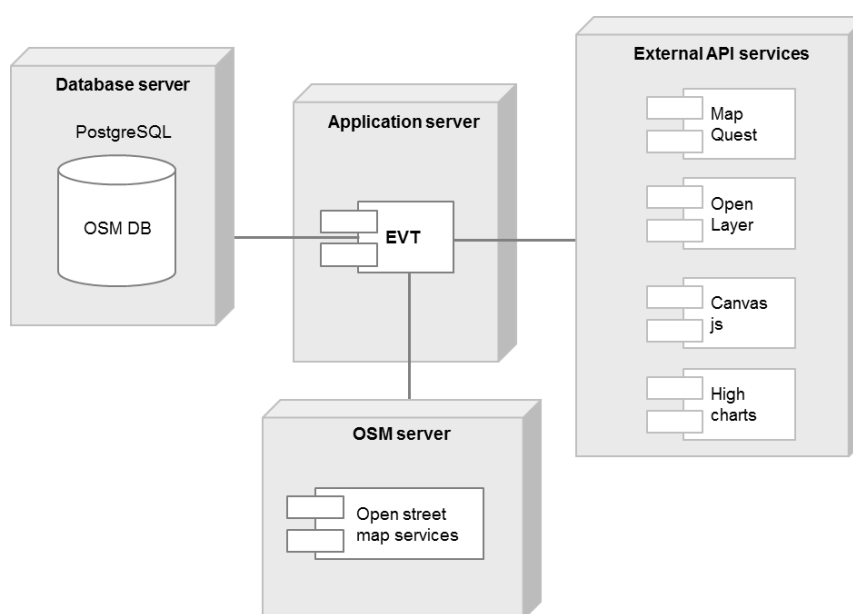 Database server
PostgreSQL
OSM DB
Application server
EVT
External API services
Map
Quest
Open
Layer
Canvas
js
High
charts
OSM server
Open street
map services